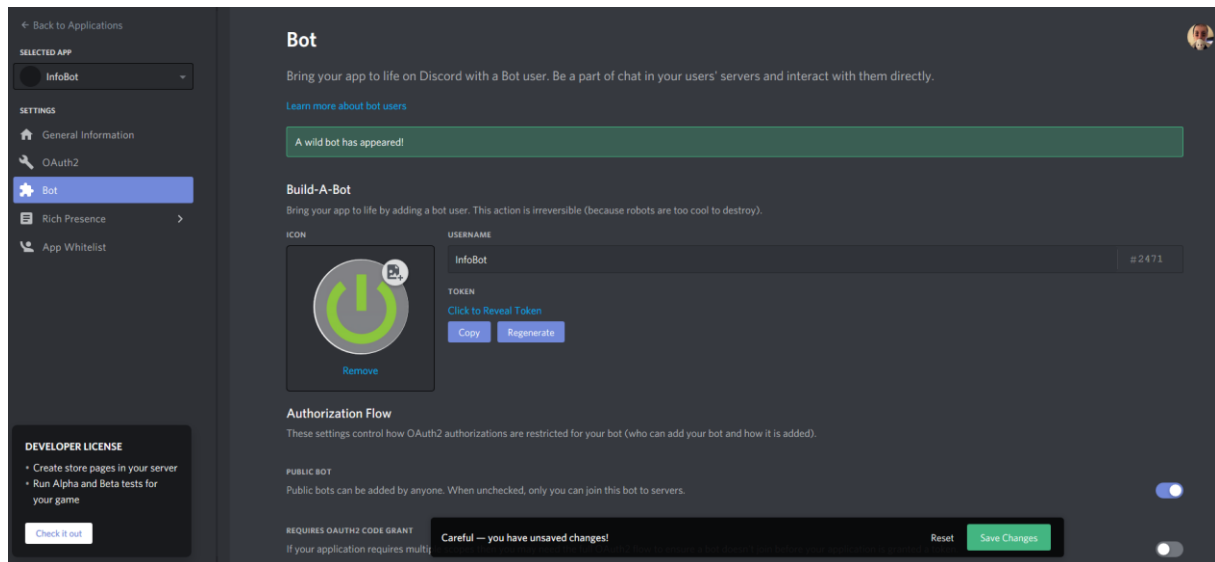 ← Back to Applications
SELECTED APP
InfoBot
SETTINGS
General Information
OAuth2
Bot
Rich Presence
App Whitelist
DEVELOPER LICENSE
• Create store pages in your server
• Run Alpha and Beta tests for
your game
Check it out
Bot
Bring your app to life on Discord with a Bot user. Be a part of chat in your users' servers and interact with them directly.
Learn more about bot users
A wild bot has appeared!
Build-A-Bot
Bring your app to life by adding a bot user. This action is irreversible (because robots are too cool to destroy).
ICON
Remove
USERNAME
InfoBot #2471
TOKEN
Click to Reveal Token
Copy Regenerate
Authorization Flow
These settings control how OAuth2 authorizations are restricted for your bot (who can add your bot and how it is added).
PUBLIC BOT
Public bots can be added by anyone. When unchecked, only you can join this bot to servers.
REQUIRES OAUTH2 CODE GRANT
If your application requires
Careful — you have unsaved changes! Reset Save Changes